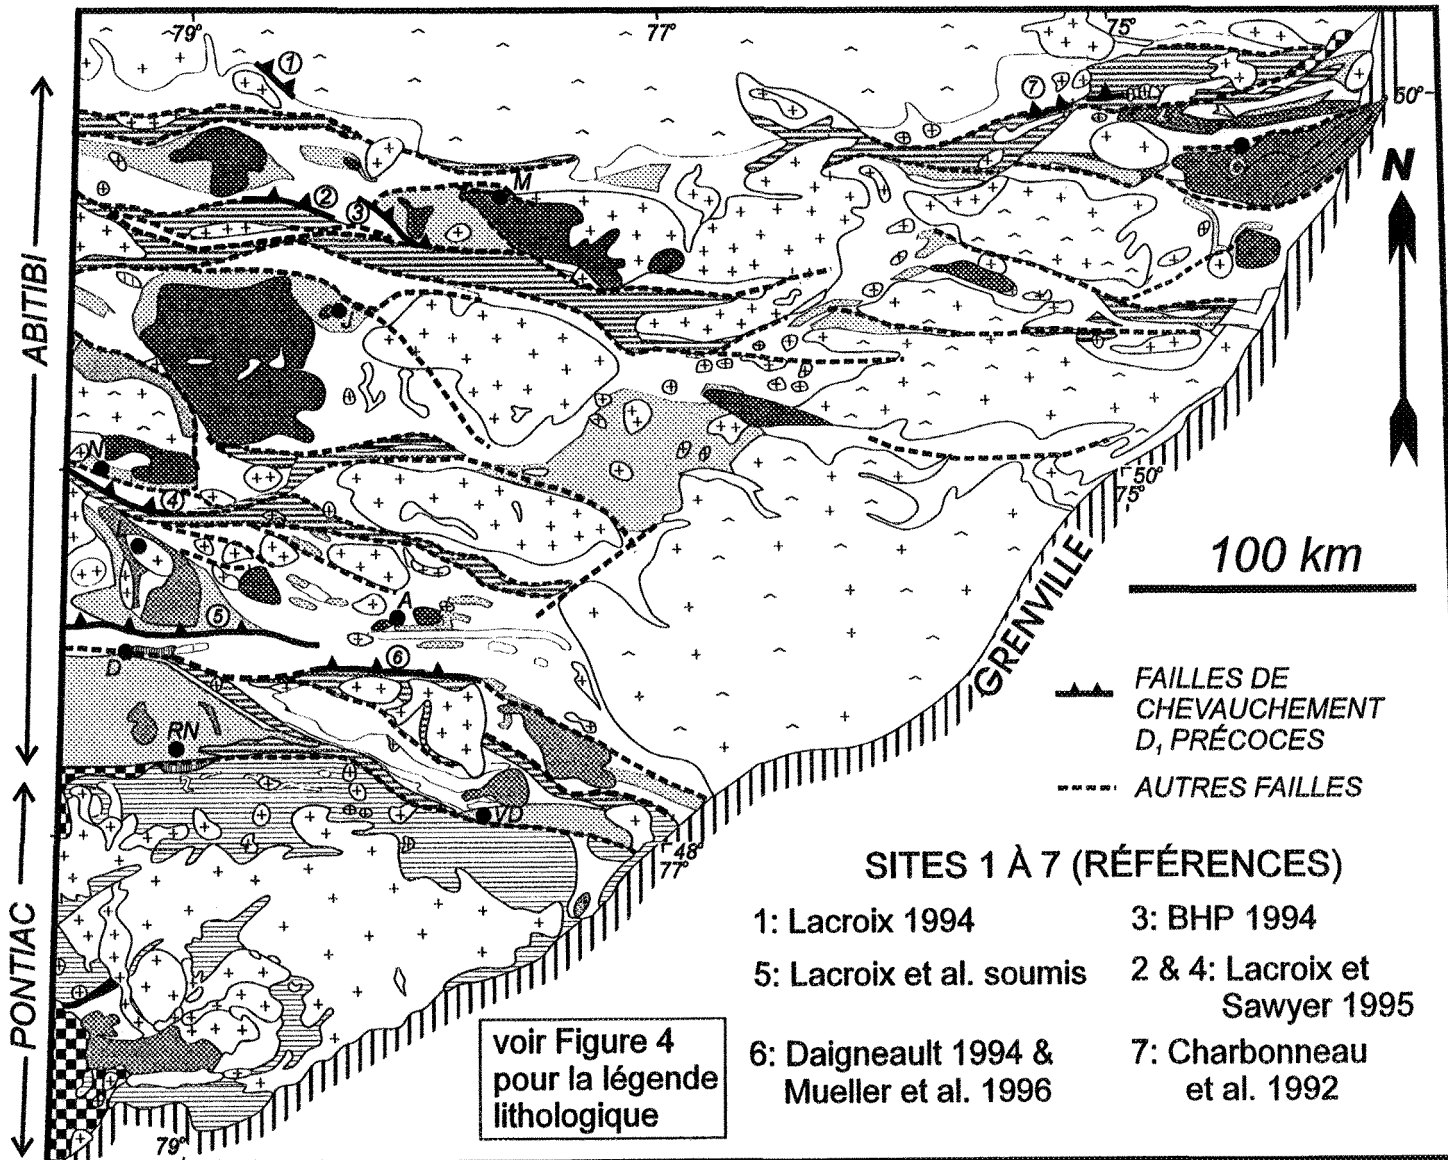 79°
77°
75°
1
7
50°
N
M
2
3
C
ABITIBI
J
N
4
50°
75°
L
100 km
A
5
GRENVILLE
6
D
FAILLES DE
CHEVAUCHEMENT
D, PRÉCOCES
RN
AUTRES FAILLES
VD
48°
77°
SITES 1 À 7 (RÉFÉRENCES)
1: Lacroix 1994
3: BHP 1994
5: Lacroix et al. soumis
2 & 4: Lacroix et
Sawyer 1995
PONTIAC
voir Figure 4
pour la légende
lithologique
6: Daigneault 1994 &
Mueller et al. 1996
7: Charbonneau
et al. 1992
79°